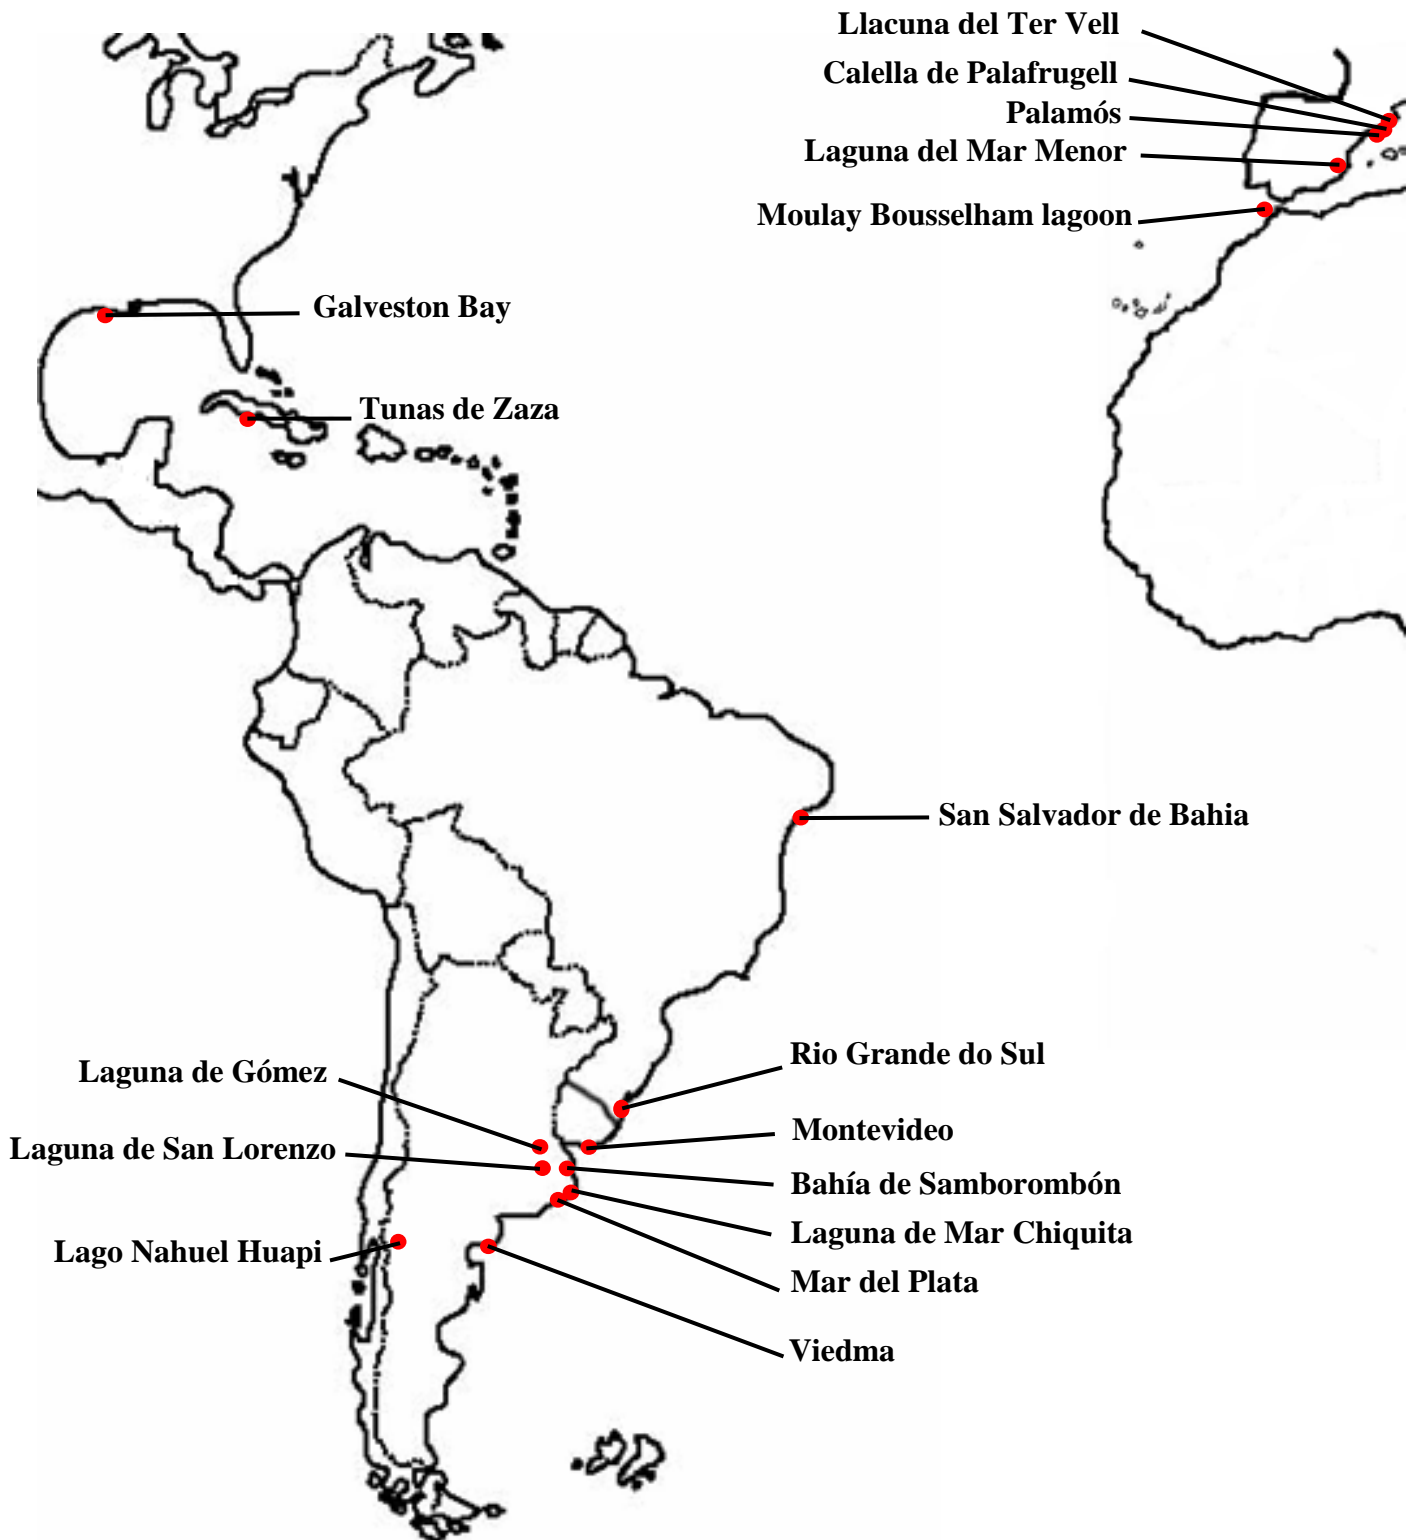 Llacuna del Ter Vell
Calella de Palafrugell
Palamós
Laguna del Mar Menor
Moulay Bousselham lagoon
Galveston Bay
Tunas de Zaza
San Salvador de Bahia
Rio Grande do Sul
Laguna de Gómez
Montevideo
Laguna de San Lorenzo
Bahía de Samborombón
Laguna de Mar Chiquita
Lago Nahuel Huapi
Mar del Plata
Viedma